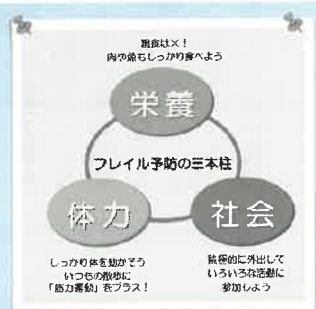 粗食は×！
肉や魚もしっかり食べよう
栄養
フレイル予防の三本柱
体力
社会
しっかり体を動かそう
いつもの散歩に
「筋力運動」をプラス！
積極的に外出して
いろいろな活動に
参加しよう